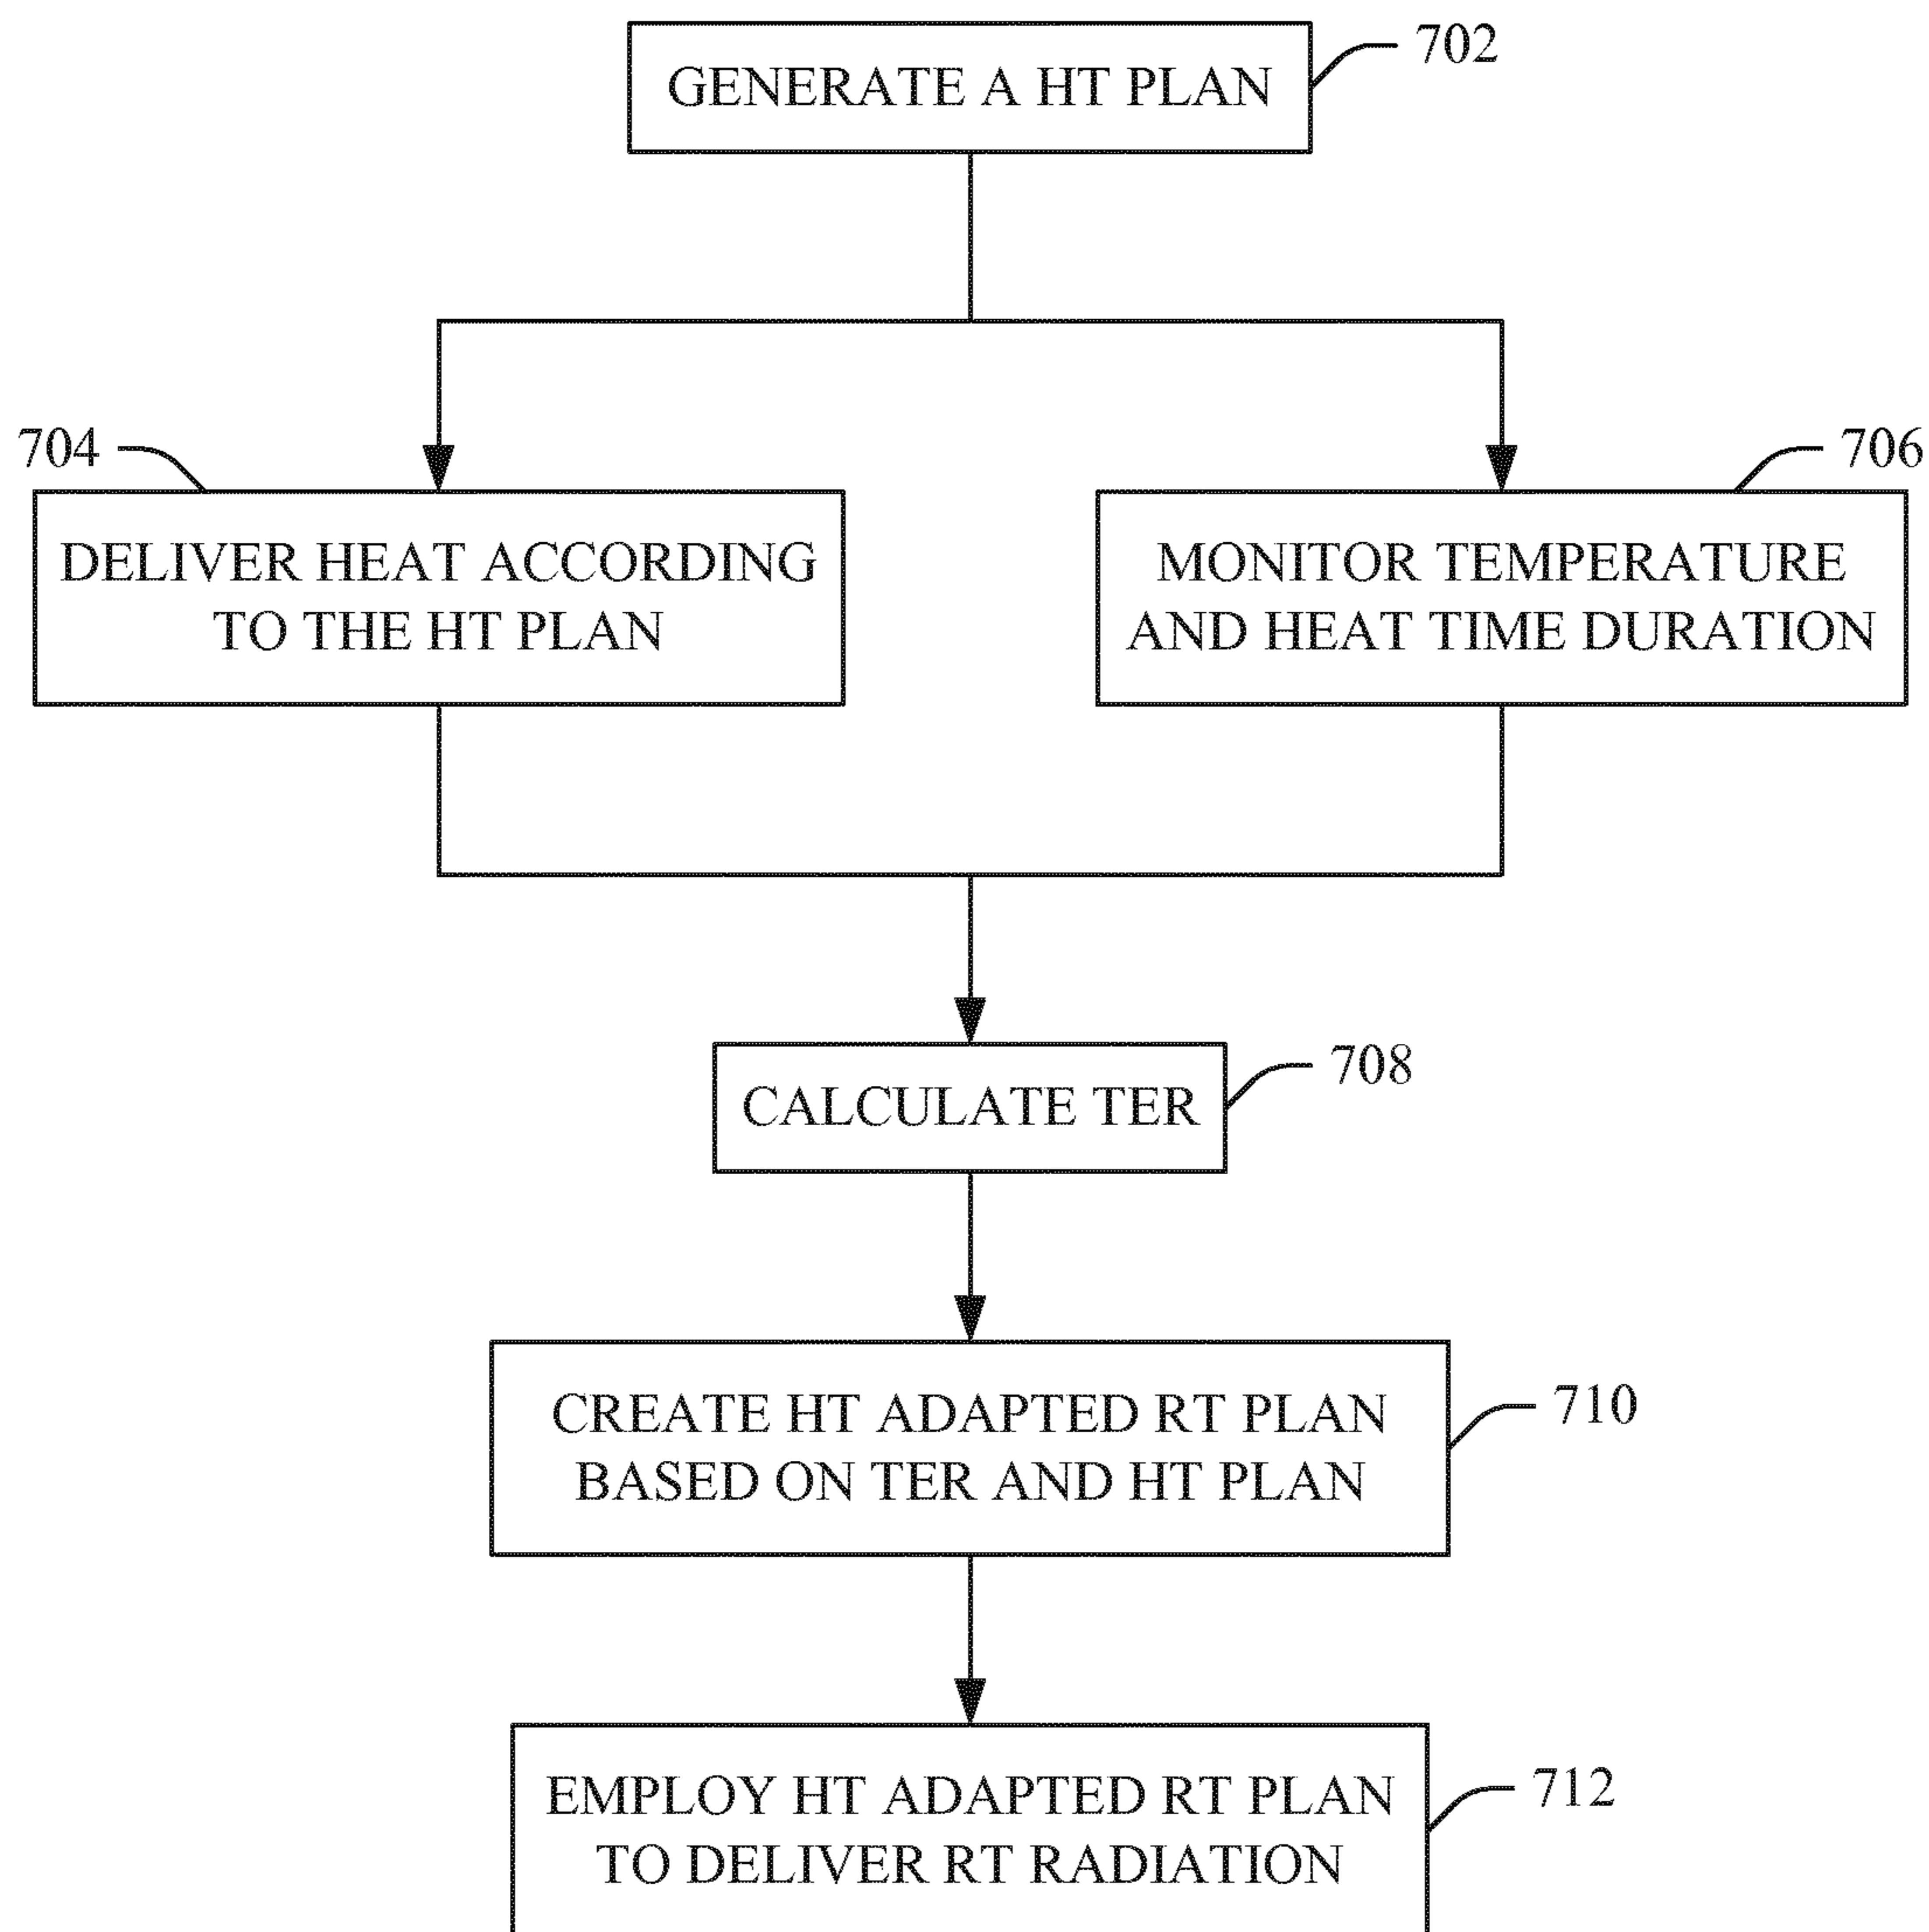 702
GENERATE A HT PLAN
704
706
DELIVER HEAT ACCORDING
TO THE HT PLAN
MONITOR TEMPERATURE
AND HEAT TIME DURATION
708
CALCULATE TER
CREATE HT ADAPTED RT PLAN
BASED ON TER AND HT PLAN
710
EMPLOY HT ADAPTED RT PLAN
TO DELIVER RT RADIATION
712